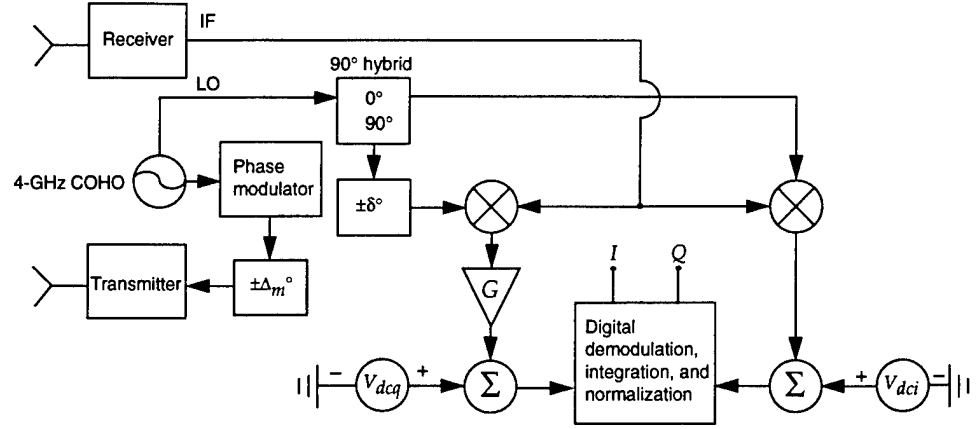 IF
Receiver
90° hybrid
LO
0°
90°
4-GHz COHO
Phase
modulator
±δ°
I
Q
Transmitter
±Δm°
G
Digital
demodulation,
integration, and
normalization
−
Vdcq
+
Σ
Σ
+
Vdci
−